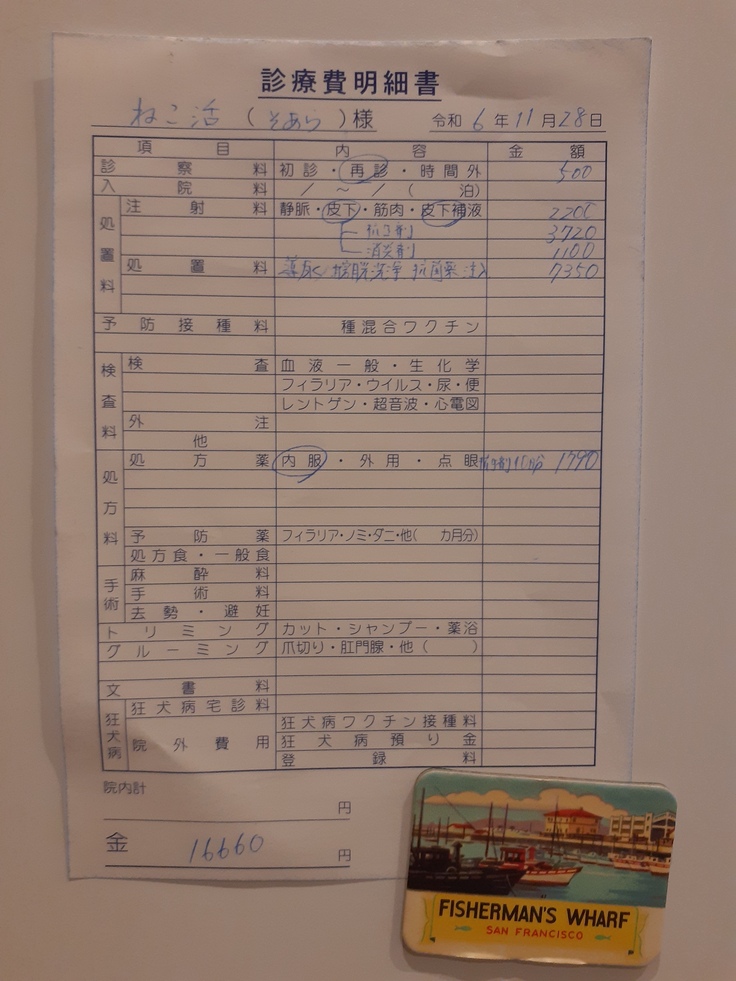 診療費明細書
ねこ活 (そあら) 様 令和 6 年 11 月 28 日
項目 内容 金額
診察料 初診・再診・時間外 500
入院料 / ~ / ( 泊)
処置料 注射料 静脈・皮下・筋肉・皮下補液 2200
抗生剤 3720
消炎剤 1100
処置料 導尿 膀胱洗浄 抗菌薬 注入 7350
予防接種料 種混合ワクチン
検査料 検査 血液一般・生化学
フィラリア・ウイルス・尿・便
レントゲン・超音波・心電図
外注
他
処方料 処方薬 内服・外用・点眼 1790
予防薬 フィラリア・ノミ・ダニ・他( カ月分)
処方食・一般食
手術 麻酔料
手術料
去勢・避妊
トリミング カット・シャンプー・薬浴
グルーミング 爪切り・肛門腺・他( )
文書料
狂犬病 狂犬病宅診料
院外費用 狂犬病ワクチン接種料
狂犬病預り金
登録料
院内計
円
金 16660 円
FISHERMAN'S WHARF
SAN FRANCISCO